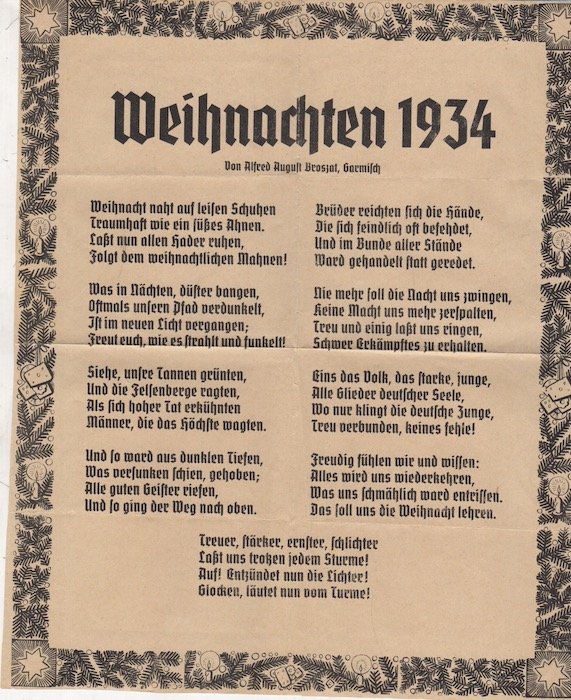 Weihnachten 1934
Von Alfred August Broszat, Garmisch
Weihnacht naht auf leisen Schuhen
Traumhaft wie ein süßes Ahnen.
Laßt nun allen Hader ruhen,
Folgt dem weihnachtlichen Mahnen!
Was in Nächten, düster bangen,
Oftmals unsern Pfad verdunkelt,
Ist im neuen Licht vergangen;
Freut euch, wie es strahlt und funkelt!
Siehe, unsre Tannen grünten,
Und die Felsenberge ragten,
Als sich hoher Tat erkühnten
Männer, die das Höchste wagten.
Und so ward aus dunklen Tiefen,
Was versunken schien, gehoben;
Alle guten Geister riefen,
Und so ging der Weg nach oben.
Brüder reichten sich die Hände,
Die sich feindlich oft befehdet,
Und im Bunde aller Stände
Ward gehandelt statt geredet.
Nie mehr soll die Nacht uns zwingen,
Keine Macht uns mehr zerspalten,
Treu und einig laßt uns ringen,
Schwer Erkämpftes zu erhalten.
Eins das Volk, das starke, junge,
Alle Glieder deutscher Seele,
Wo nur klingt die deutsche Zunge,
Treu verbunden, keines fehle!
Freudig fühlen wir und wissen:
Alles wird uns wiederkehren,
Was uns schmählich ward entrissen.
Das soll uns die Weihnacht lehren.
Treuer, stärker, ernster, schlichter
Laßt uns trotzen jedem Sturme!
Auf! Entzündet nun die Lichter!
Glocken, läutet nun vom Turme!